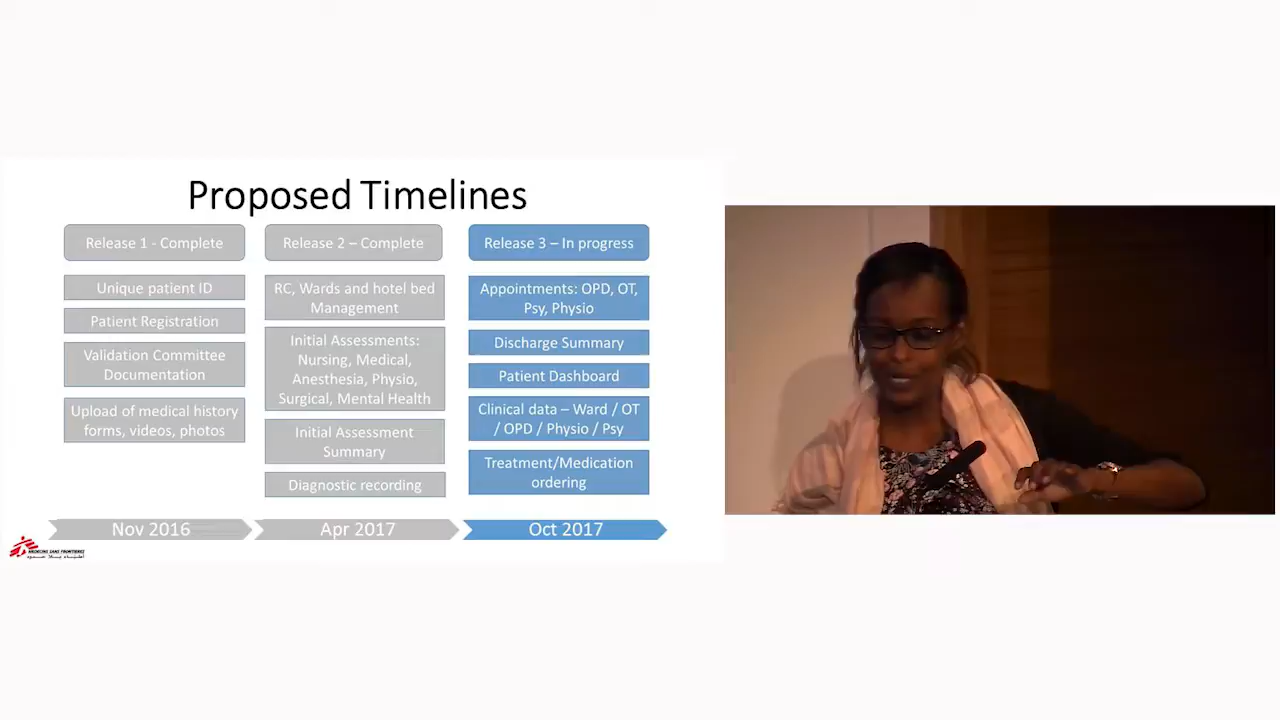 Proposed Timelines
Release 1 - Complete
Unique patient ID
Patient Registration
Validation Committee
Documentation
Upload of medical history
forms, videos, photos
Nov 2016
Release 2 – Complete
RC, Wards and hotel bed
Management
Initial Assessments:
Nursing, Medical,
Anesthesia, Physio,
Surgical, Mental Health
Initial Assessment
Summary
Diagnostic recording
Apr 2017
Release 3 – In progress
Appointments: OPD, OT,
Psy, Physio
Discharge Summary
Patient Dashboard
Clinical data – Ward / OT
/ OPD / Physio / Psy
Treatment/Medication
ordering
Oct 2017
MEDECINS SANS FRONTIERES